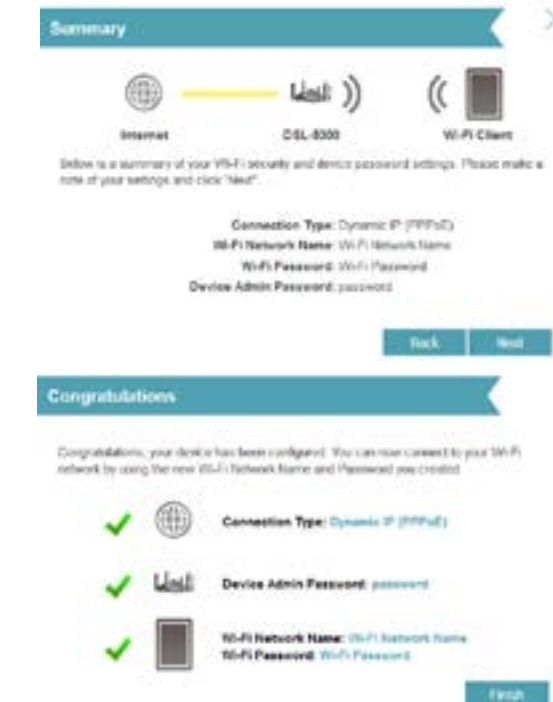 Summary
Internet DSL-5300 Wi-Fi Client
Below is a summary of your Wi-Fi security and device password settings. Please make a
note of your settings and click "Next".
Connection Type: Dynamic IP (PPPoE)
Wi-Fi Network Name: Wi-Fi Network Name
Wi-Fi Password: Wi-Fi Password
Device Admin Password: password
Back Next
Congratulations
Congratulations, your device has been configured. You can now connect to your Wi-Fi
network by using the new Wi-Fi Network Name and Password you created
Connection Type: Dynamic IP (PPPoE)
Device Admin Password: password
Wi-Fi Network Name: Wi-Fi Network Name
Wi-Fi Password: Wi-Fi Password
Finish